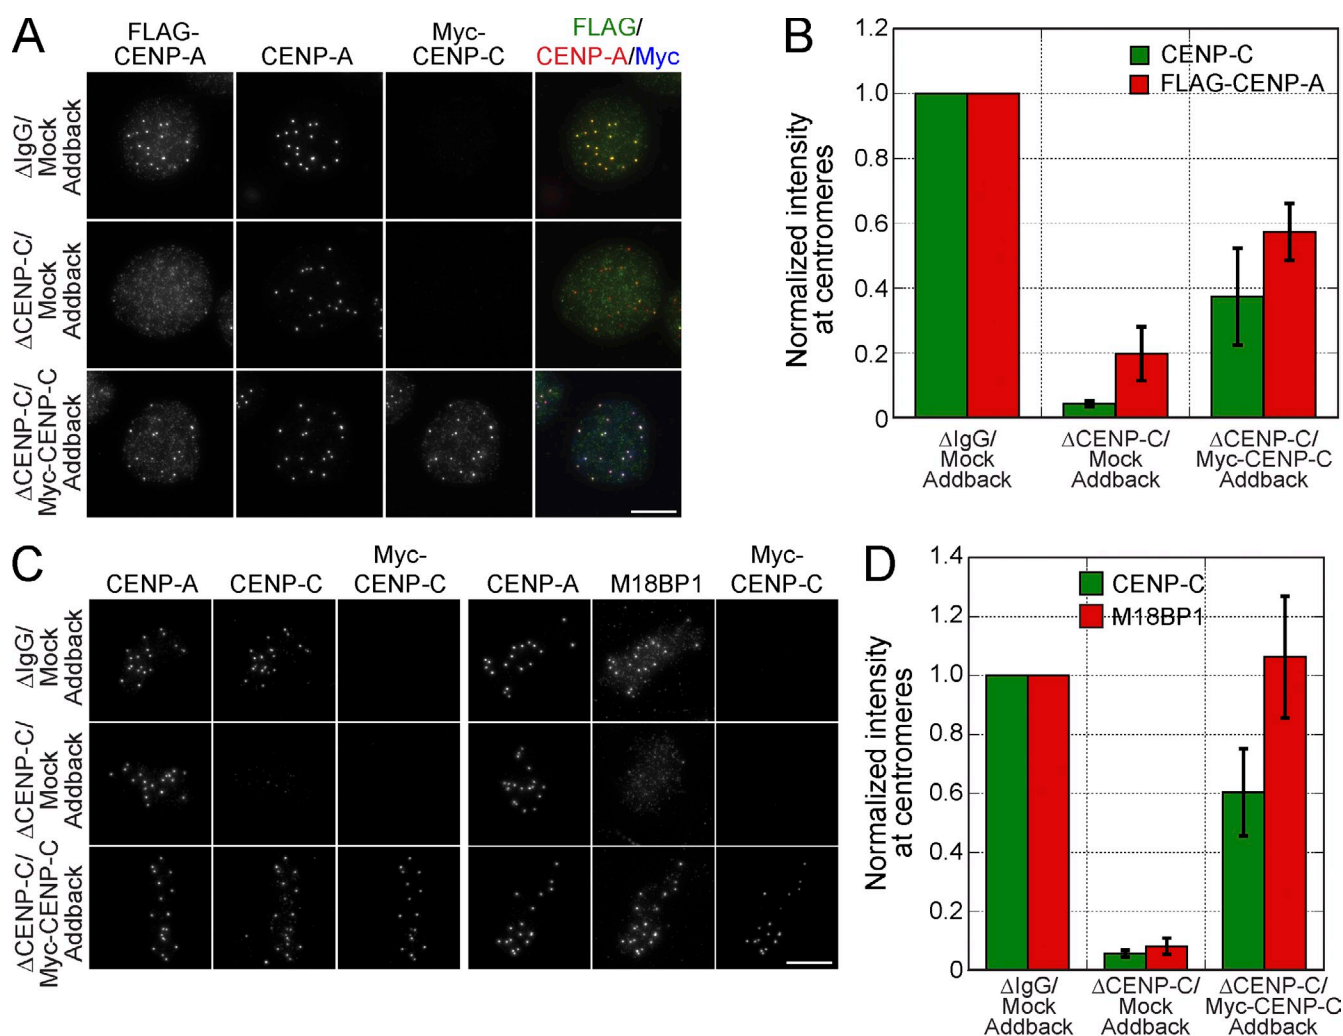 A
FLAG-
CENP-A
CENP-A
Myc-
CENP-C
FLAG/
CENP-A/Myc
ΔIgG/
Mock
Addback
ΔCENP-C/
Mock
Addback
ΔCENP-C/
Myc-CENP-C
Addback
B
Normalized intensity
at centromeres
1.2
1.0
0.8
0.6
0.4
0.2
0
CENP-C
FLAG-CENP-A
ΔIgG/
Mock
Addback
ΔCENP-C/
Mock
Addback
ΔCENP-C/
Myc-CENP-C
Addback
C
CENP-A
CENP-C
Myc-
CENP-C
CENP-A
M18BP1
Myc-
CENP-C
ΔIgG/
Mock
Addback
ΔCENP-C/
Mock
Addback
ΔCENP-C/
Myc-CENP-C
Addback
D
Normalized intensity
at centromeres
1.4
1.2
1.0
0.8
0.6
0.4
0.2
0
CENP-C
M18BP1
ΔIgG/
Mock
Addback
ΔCENP-C/
Mock
Addback
ΔCENP-C/
Myc-CENP-C
Addback